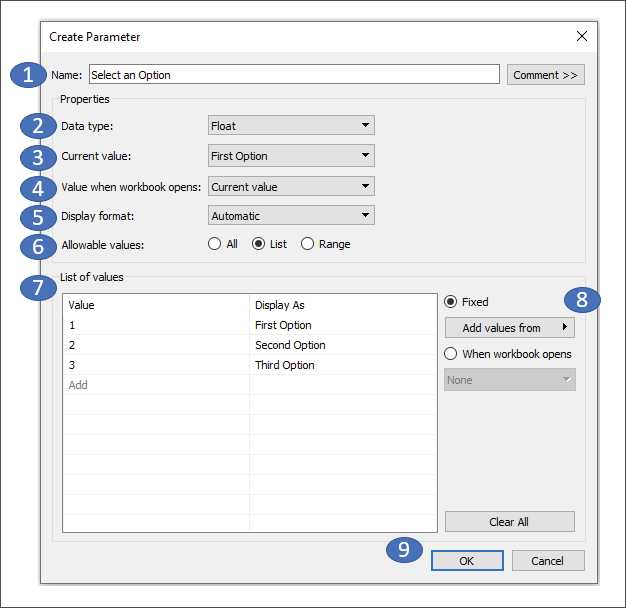 Create Parameter
1 Name: Select an Option Comment >>
Properties
2 Data type: Float
3 Current value: First Option
4 Value when workbook opens: Current value
5 Display format: Automatic
6 Allowable values: All List Range
7 List of values
8
Value Display As
1 First Option
2 Second Option
3 Third Option
Add
Fixed
Add values from
When workbook opens
None
Clear All
9 OK Cancel